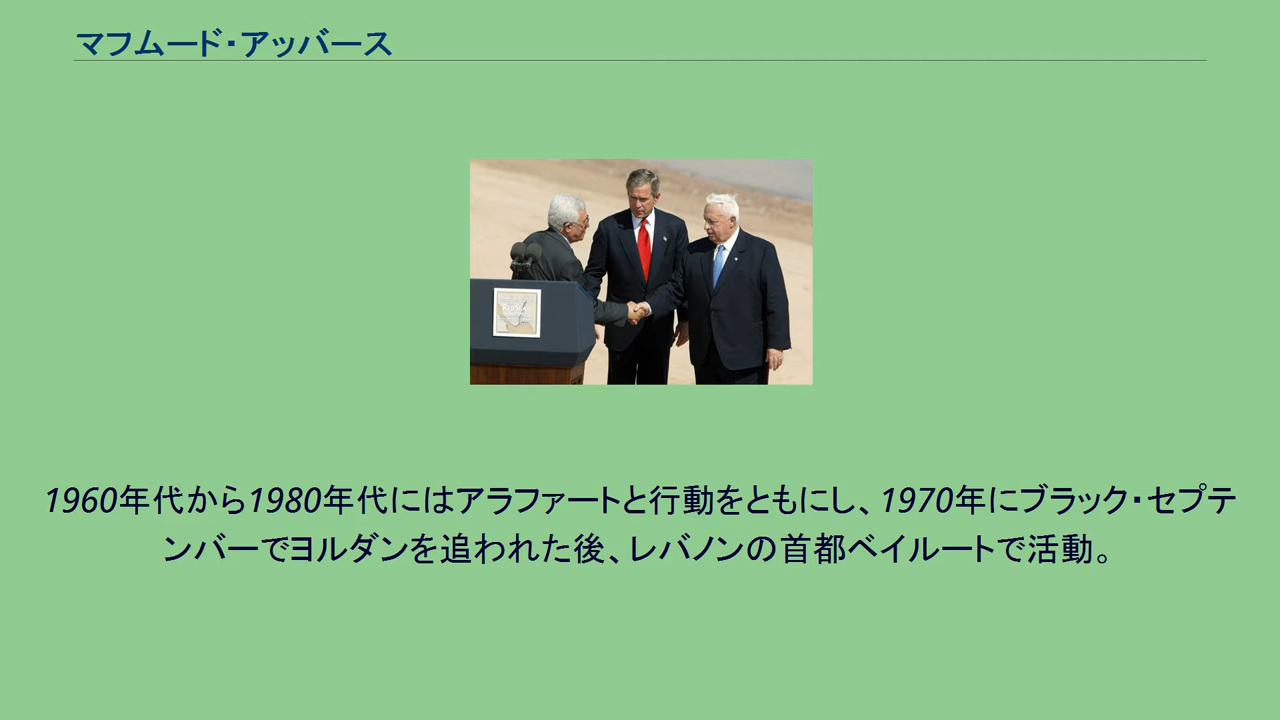 マフムード・アッバース
1960年代から1980年代にはアラファートと行動をともにし、1970年にブラック・セプテ
ンバーでヨルダンを追われた後、レバノンの首都ベイルートで活動。